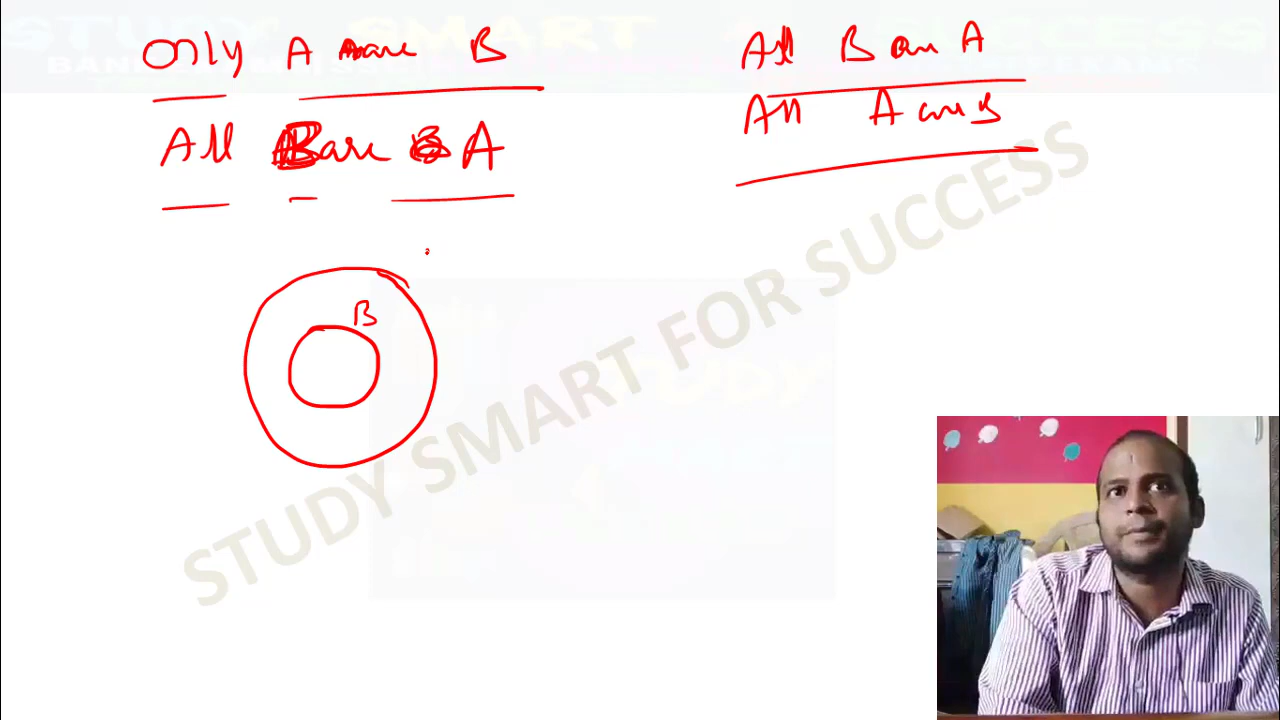 Only A are B
All B are A
All B are A
All A are B
B
STUDY SMART FOR SUCCESS